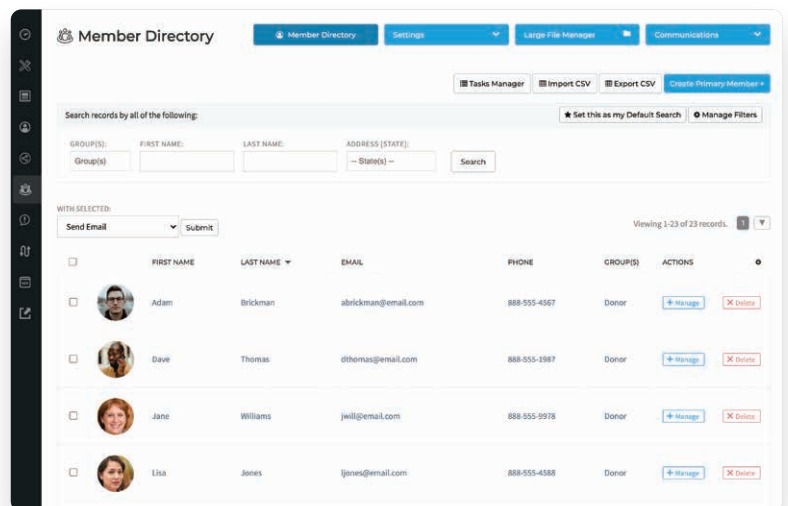 Member Directory
Member Directory
Settings
Large File Manager
Communications
Tasks Manager
Import CSV
Export CSV
Create Primary Member +
Search records by all of the following:
Set this as my Default Search
Manage Filters
GROUP(S):
FIRST NAME:
LAST NAME:
ADDRESS [STATE]:
Group(s)
-- State(s) --
Search
WITH SELECTED:
Send Email
Submit
Viewing 1-23 of 23 records.
1
FIRST NAME
LAST NAME
EMAIL
PHONE
GROUP(S)
ACTIONS
Adam
Brickman
abrickman@email.com
888-555-4567
Donor
+ Manage
X Delete
Dave
Thomas
dthomas@email.com
888-555-1987
Donor
+ Manage
X Delete
Jane
Williams
jwill@email.com
888-555-9978
Donor
+ Manage
X Delete
Lisa
Jones
ljones@email.com
888-555-4588
Donor
+ Manage
X Delete